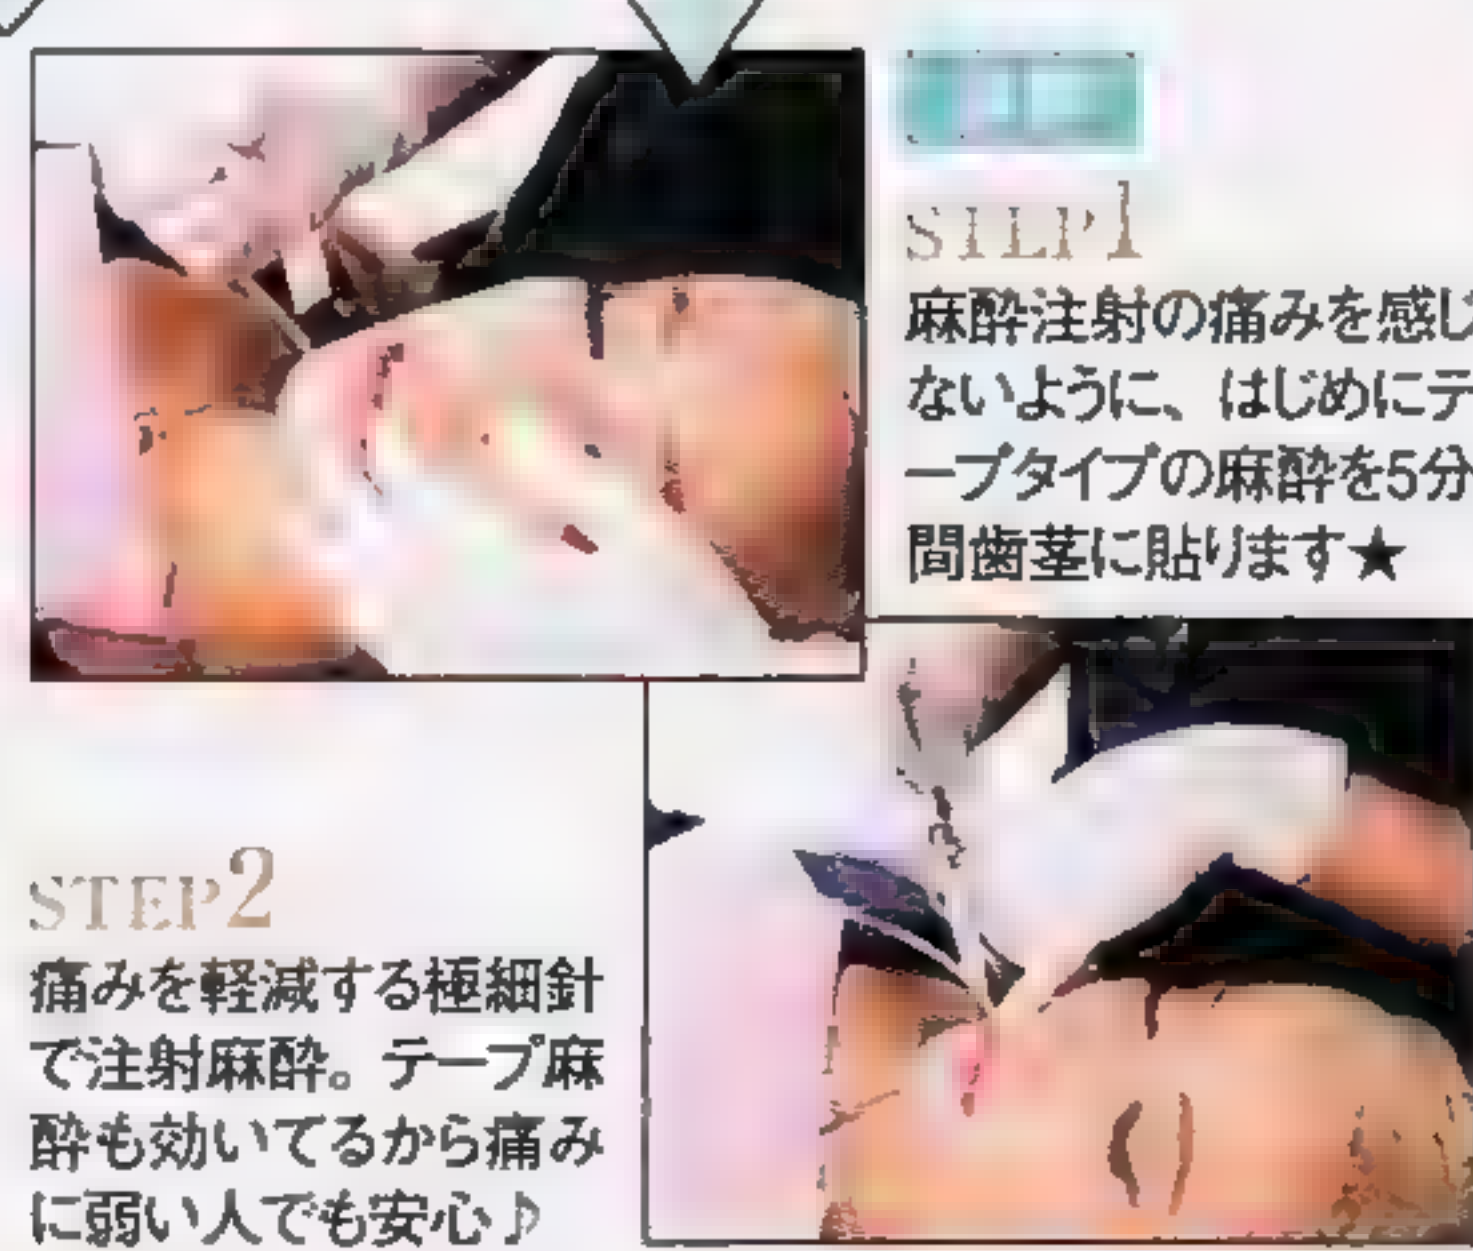 STEP1
麻酔注射の痛みを感じ
ないように、はじめにテ
ープタイプの麻酔を5分
間歯茎に貼ります★
STEP2
痛みを軽減する極細針
で注射麻酔。テープ麻
酔も効いてるから痛み
に弱い人でも安心♪